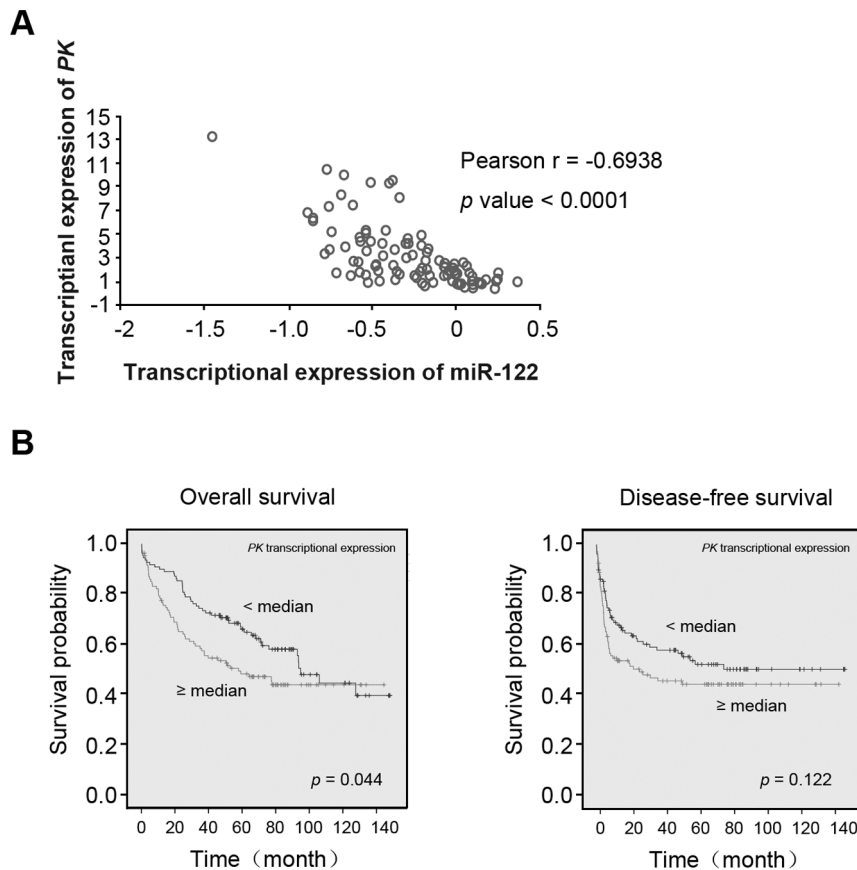 A
Transcriptianl expression of PK
15
13
11
9
7
5
3
1
-1
Pearson r = -0.6938
p value < 0.0001
-2 -1.5 -1.0 -0.5 0 0.5
Transcriptional expression of miR-122
B
Overall survival
Survival probability
1.0
0.8
0.6
0.4
0.2
0.0
PK transcriptional expression
< median
≥ median
p = 0.044
0 20 40 60 80 100 120 140
Time（month）
Disease-free survival
Survival probability
1.0
0.8
0.6
0.4
0.2
0.0
PK transcriptional expression
< median
≥ median
p = 0.122
0 20 40 60 80 100 120 140
Time（month）